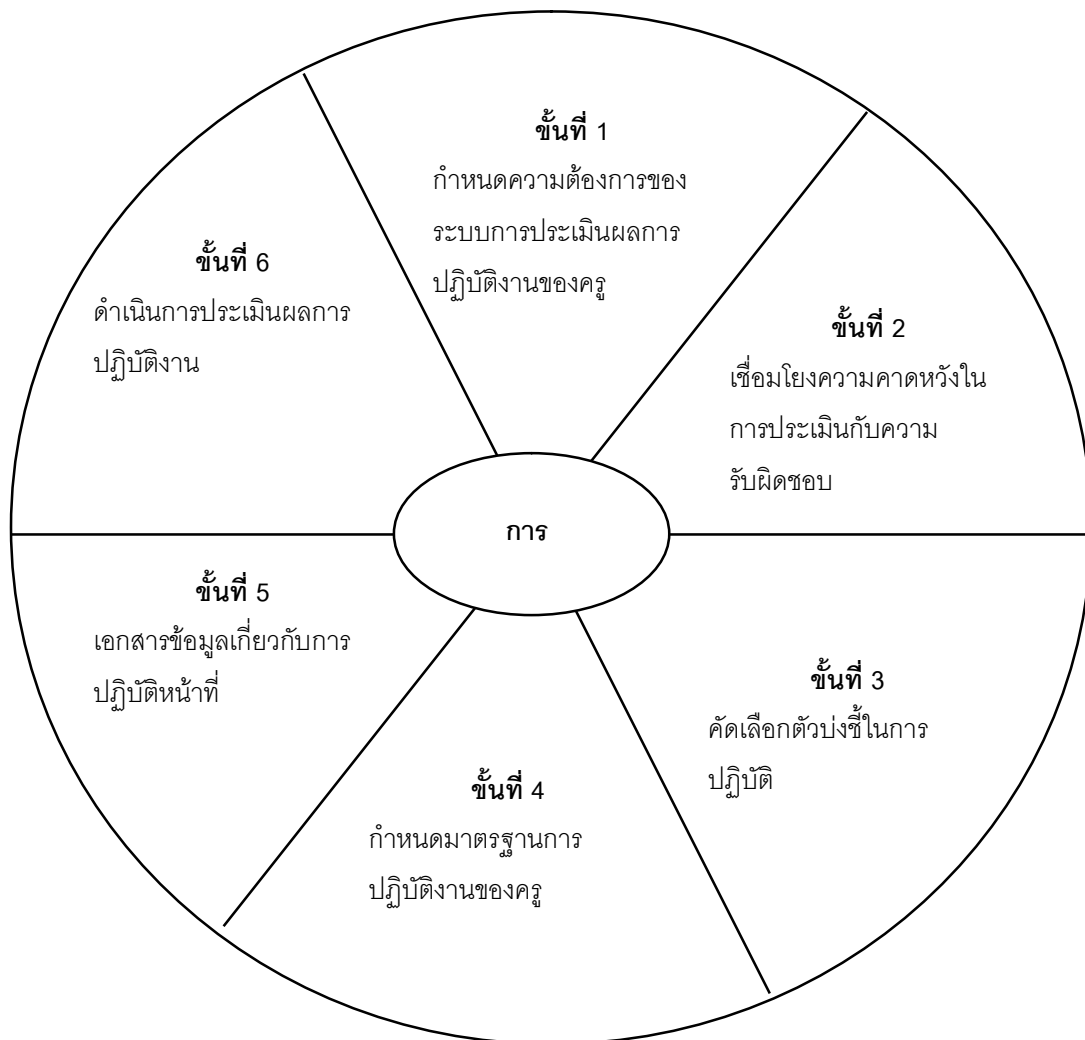 ขั้นที่ 1
กำหนดความต้องการของ
ระบบการประเมินผลการ
ปฏิบัติงานของครู
ขั้นที่ 2
เชื่อมโยงความคาดหวังใน
การประเมินกับความ
รับผิดชอบ
ขั้นที่ 3
คัดเลือกตัวบ่งชี้ในการ
ปฏิบัติ
ขั้นที่ 4
กำหนดมาตรฐานการ
ปฏิบัติงานของครู
ขั้นที่ 5
เอกสารข้อมูลเกี่ยวกับการ
ปฏิบัติหน้าที่
ขั้นที่ 6
ดำเนินการประเมินผลการ
ปฏิบัติงาน
การ